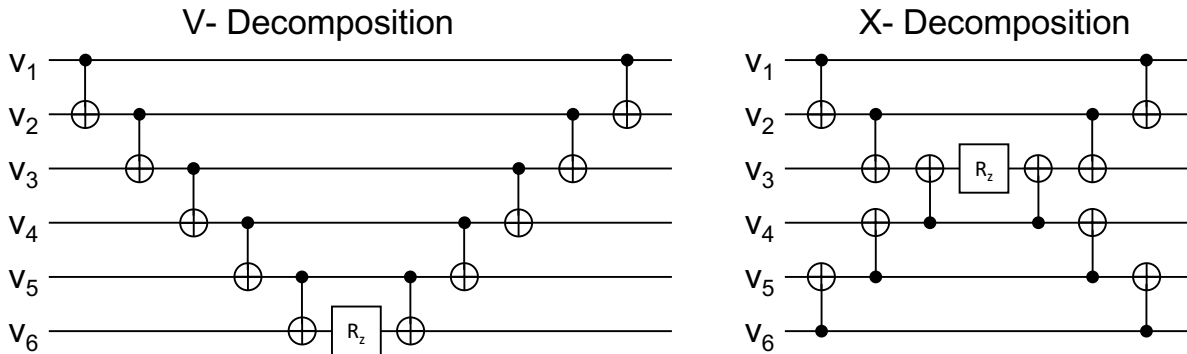 V- Decomposition
v1
v2
v3
v4
v5
v6
Rz
X- Decomposition
v1
v2
v3
v4
v5
v6
Rz